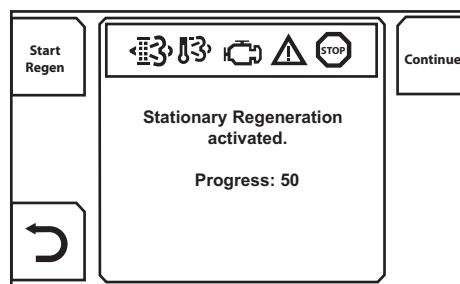 Start
Regen
STOP
Continue
Stationary Regeneration
activated.
Progress: 50